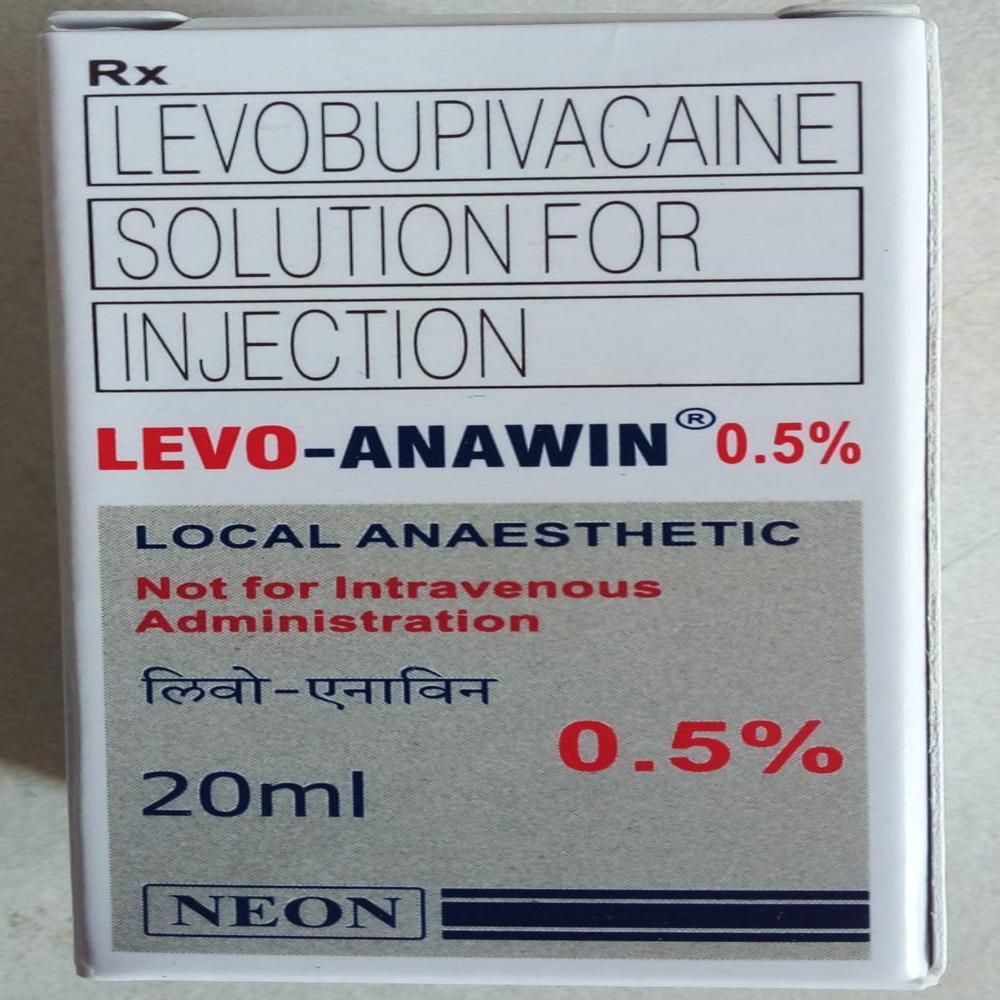 Rx
LEVOBUPIVACAINE
SOLUTION FOR
INJECTION
LEVO-ANAWIN® 0.5%
LOCAL ANAESTHETIC
Not for Intravenous
Administration
लिवो-एनाविन
0.5%
20ml
NEON